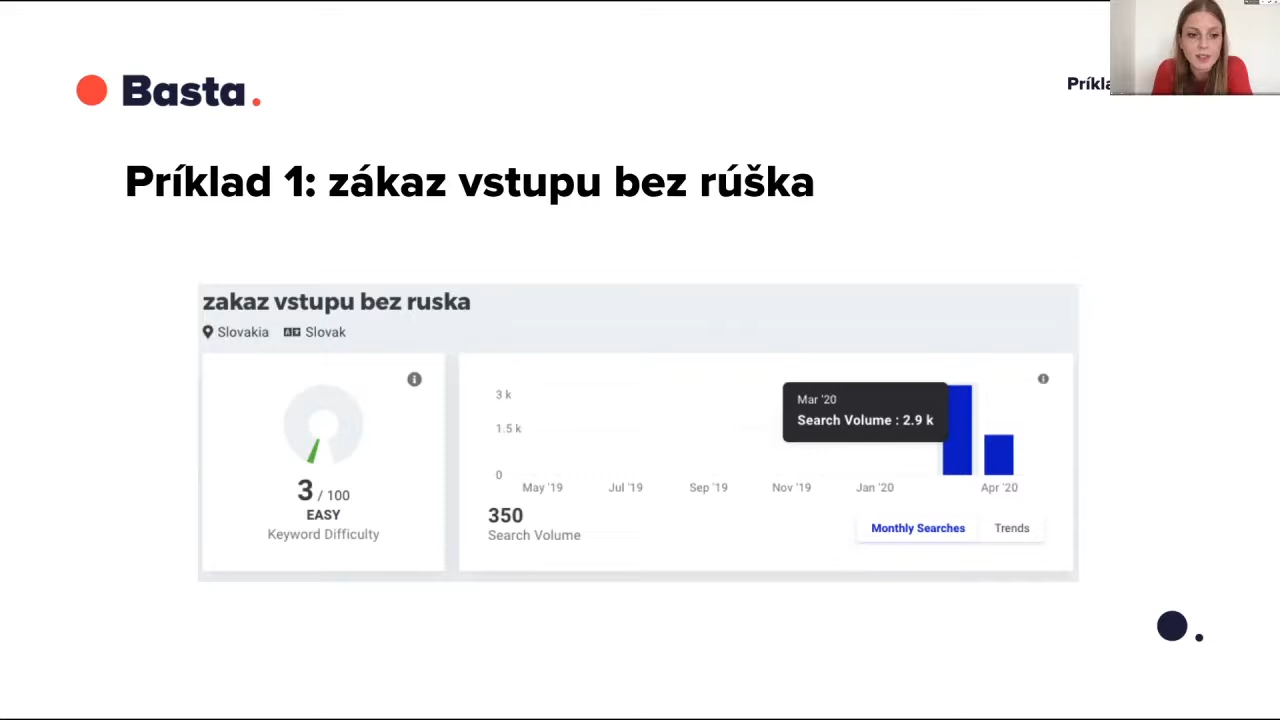 Basta.
Príkla
Príklad 1: zákaz vstupu bez rúška
zakaz vstupu bez ruska
Slovakia Slovak
3 / 100
EASY
Keyword Difficulty
3 k
1.5 k
0
Mar '20
Search Volume : 2.9 k
May '19 Jul '19 Sep '19 Nov '19 Jan '20 Apr '20
350
Search Volume
Monthly Searches Trends